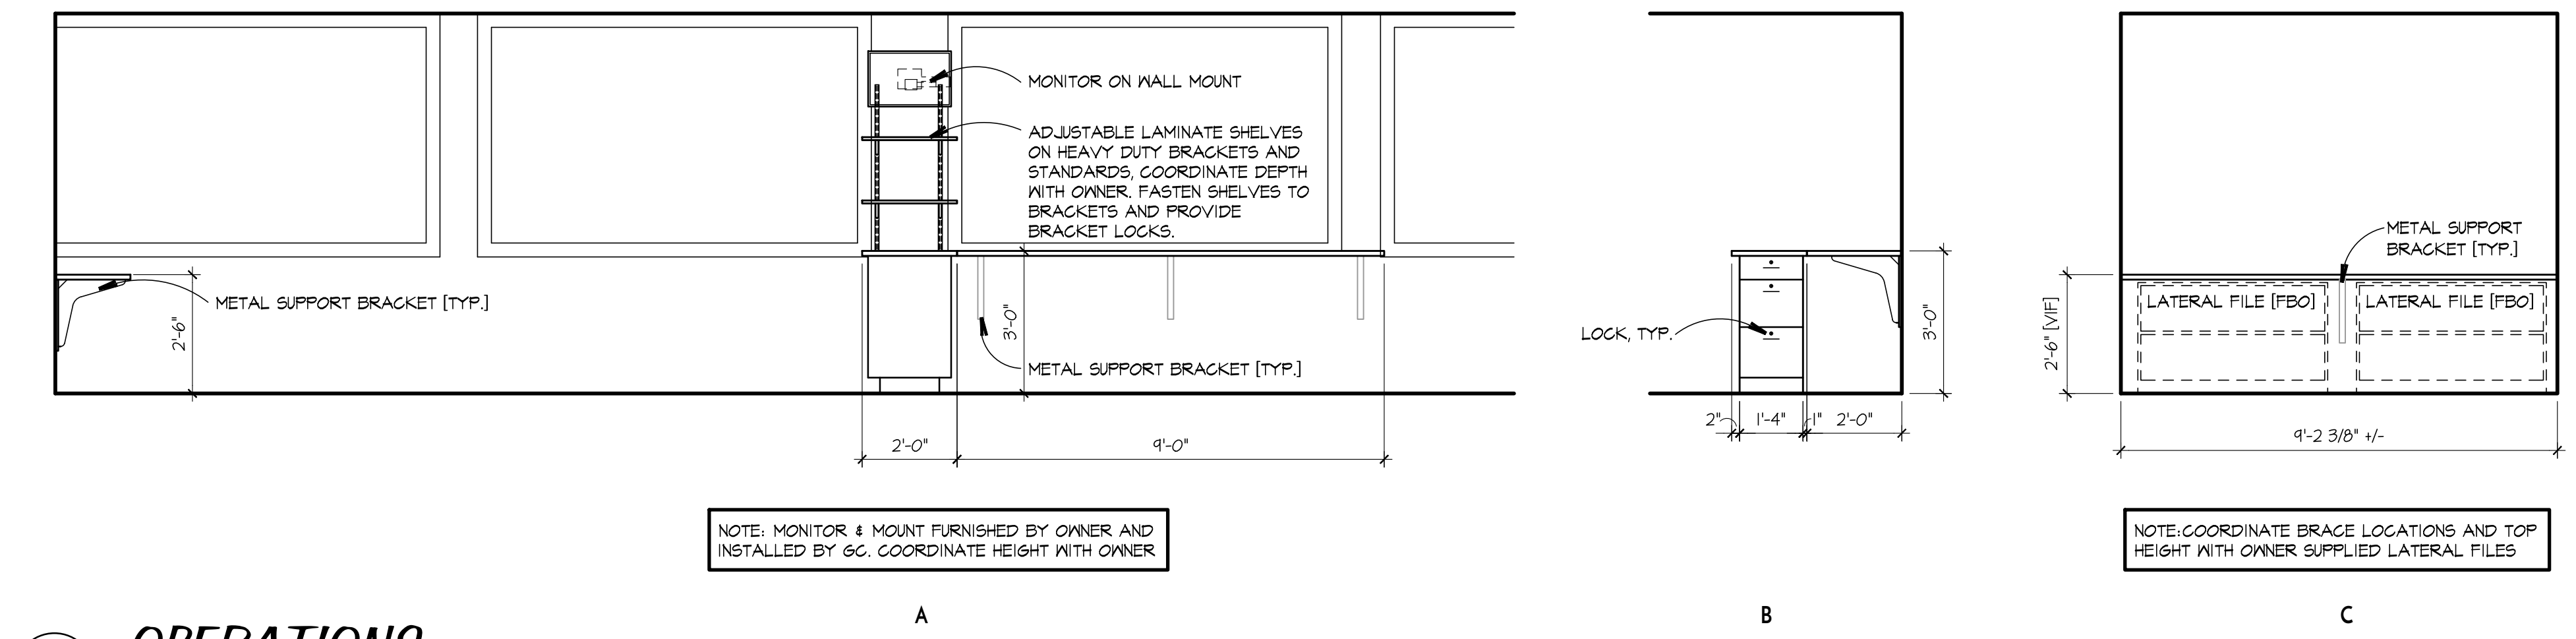 MONITOR ON WALL MOUNT
ADJUSTABLE LAMINATE SHELVES
ON HEAVY DUTY BRACKETS AND
STANDARDS, COORDINATE DEPTH
WITH OWNER. FASTEN SHELVES TO
BRACKETS AND PROVIDE
BRACKET LOCKS.
METAL SUPPORT BRACKET [TYP.]
2'-6"
3'-0"
METAL SUPPORT BRACKET [TYP.]
2'-0"
9'-0"
NOTE: MONITOR & MOUNT FURNISHED BY OWNER AND
INSTALLED BY GC. COORDINATE HEIGHT WITH OWNER
A
LOCK, TYP.
3'-0"
2"
1'-4"
1"
2'-0"
B
METAL SUPPORT
BRACKET [TYP.]
LATERAL FILE [FBO]
LATERAL FILE [FBO]
2'-6" [VIF]
9'-2 3/8" +/-
NOTE:COORDINATE BRACE LOCATIONS AND TOP
HEIGHT WITH OWNER SUPPLIED LATERAL FILES
C
OPERATIONS